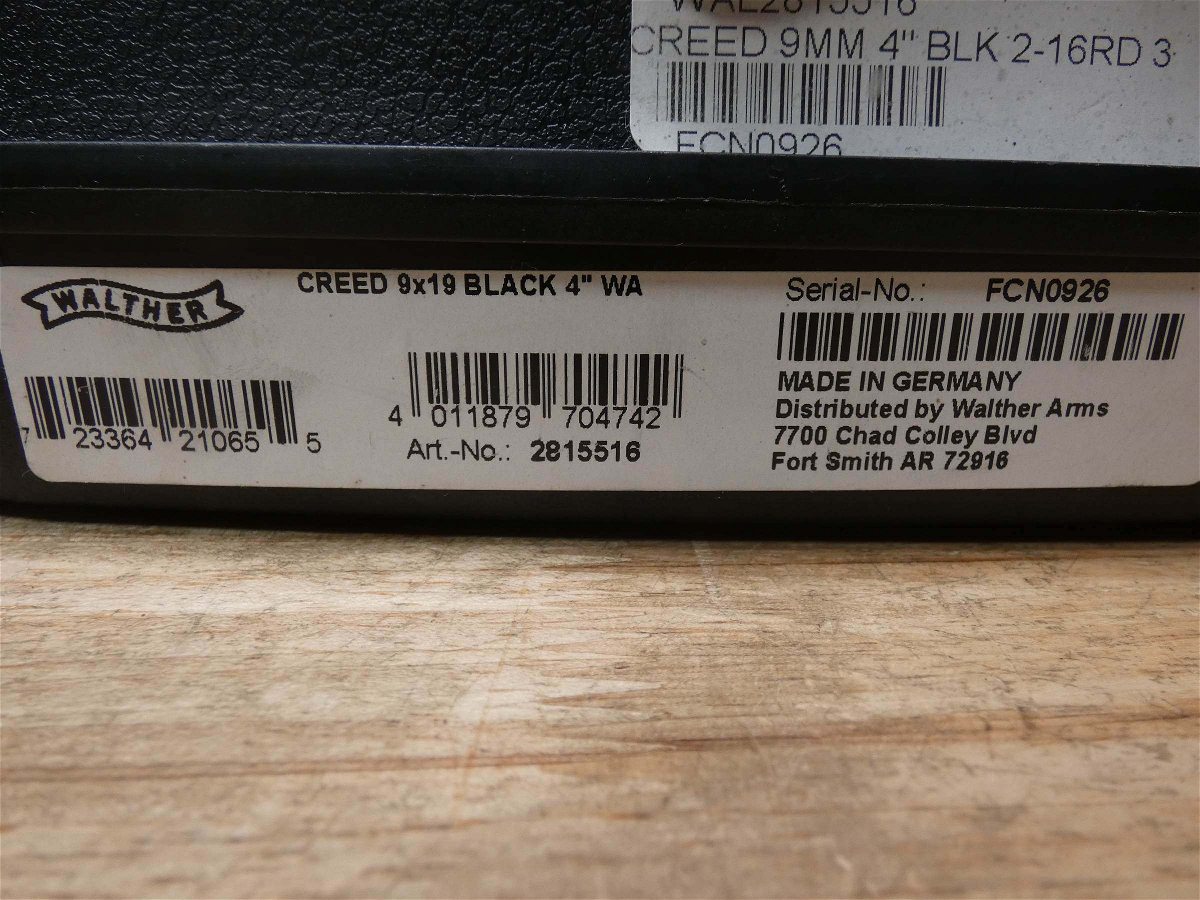 WAL2815516
CREED 9MM 4" BLK 2-16RD 3
FCN0926
WALTHER
CREED 9x19 BLACK 4" WA
Serial-No.: FCN0926
7 23364 21065 5
4 011879 704742
Art.-No.: 2815516
MADE IN GERMANY
Distributed by Walther Arms
7700 Chad Colley Blvd
Fort Smith AR 72916